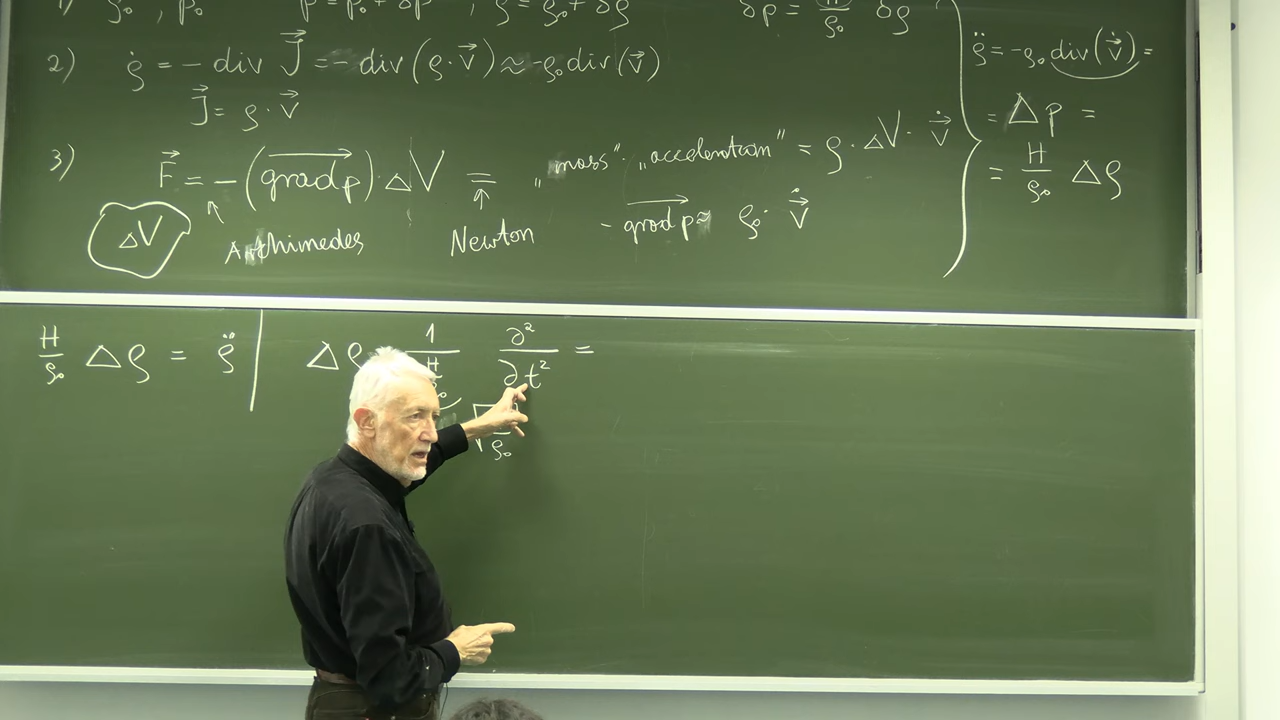 1) ρ₀, p₀ p = p₀ + δp, ρ = ρ₀ + δρ δp = H/ρ₀ δρ
2) ρ̇ = - div J⃗ = - div (ρ · v⃗) ≈ -ρ₀ div (v⃗)
J⃗ = ρ · v⃗
3) F⃗ = - (grad p) · ΔV = "mass" · "acceleration" = ρ · ΔV · v⃗̇
ΔV Archimedes Newton - grad p ≈ ρ₀ · v⃗̇
ρ̈ = -ρ₀ div (v⃗̇) =
= Δ p =
= H/ρ₀ Δρ
H/ρ₀ Δρ = ρ̈ | Δρ 1/H ∂²/∂t² =
ρ₀